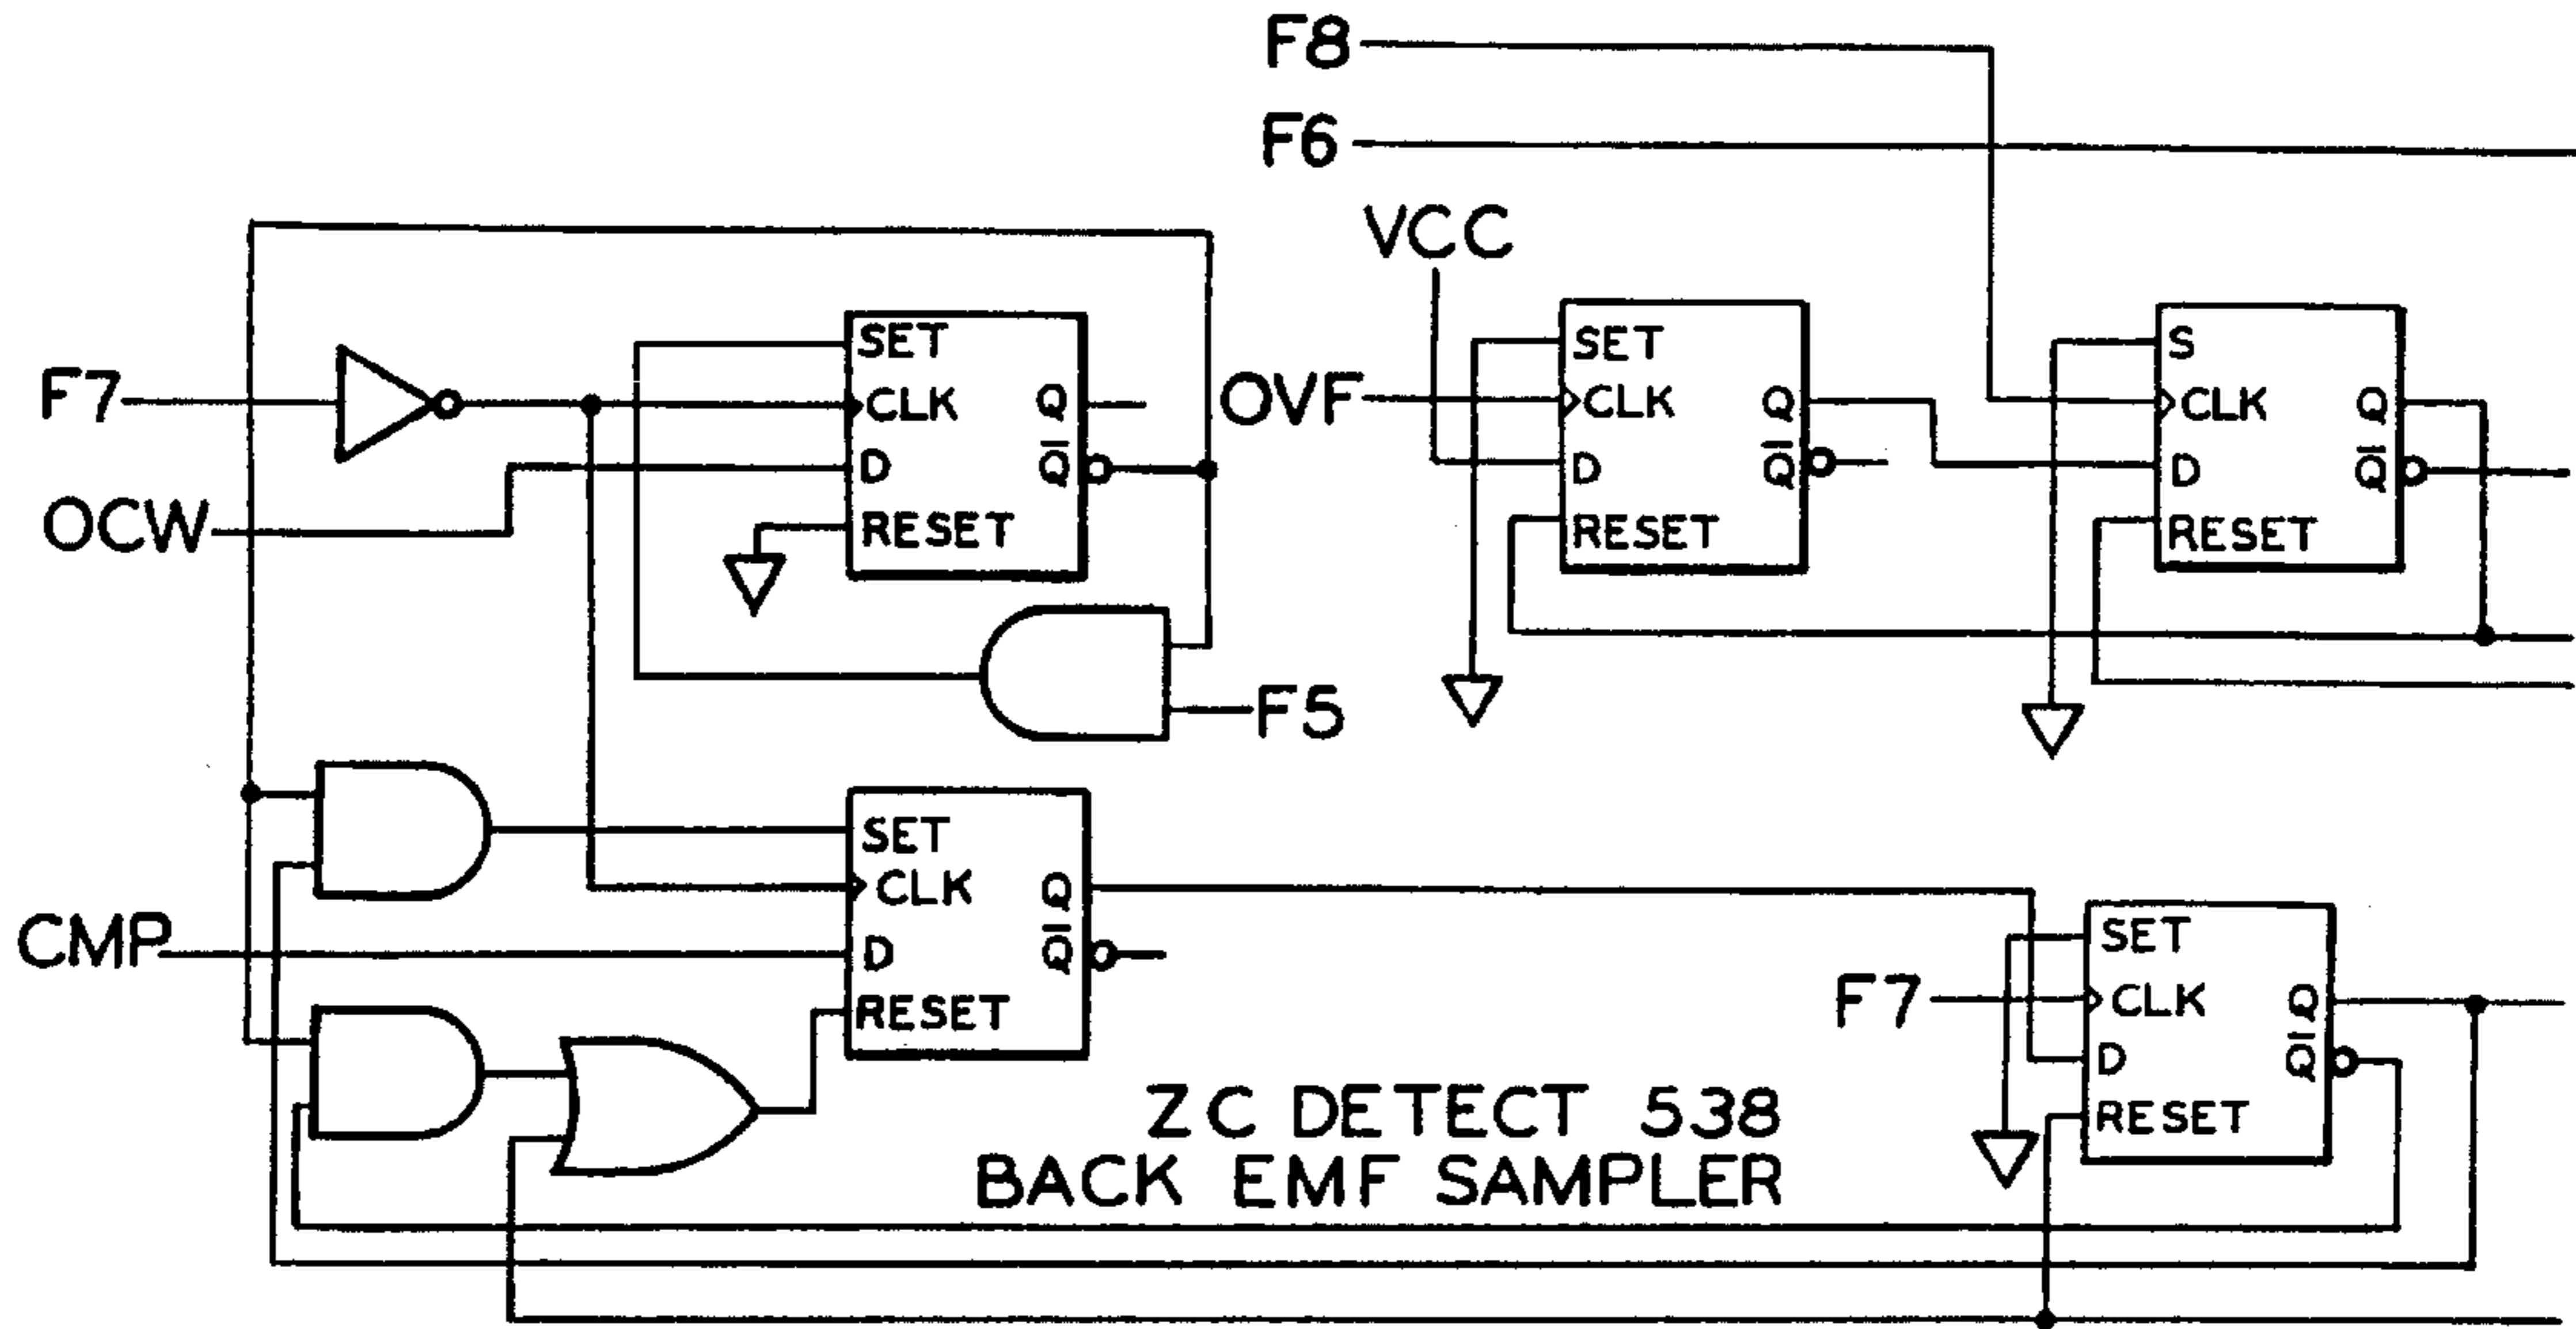 F8
F6
VCC
F7
OCW
SET
CLK
D
RESET
Q
Q̅
F5
OVF
SET
CLK
D
RESET
Q
Q̅
S
CLK
D
RESET
Q
Q̅
CMP
SET
CLK
D
RESET
Q
Q̅
F7
SET
CLK
D
RESET
Q
Q̅
ZC DETECT 538
BACK EMF SAMPLER